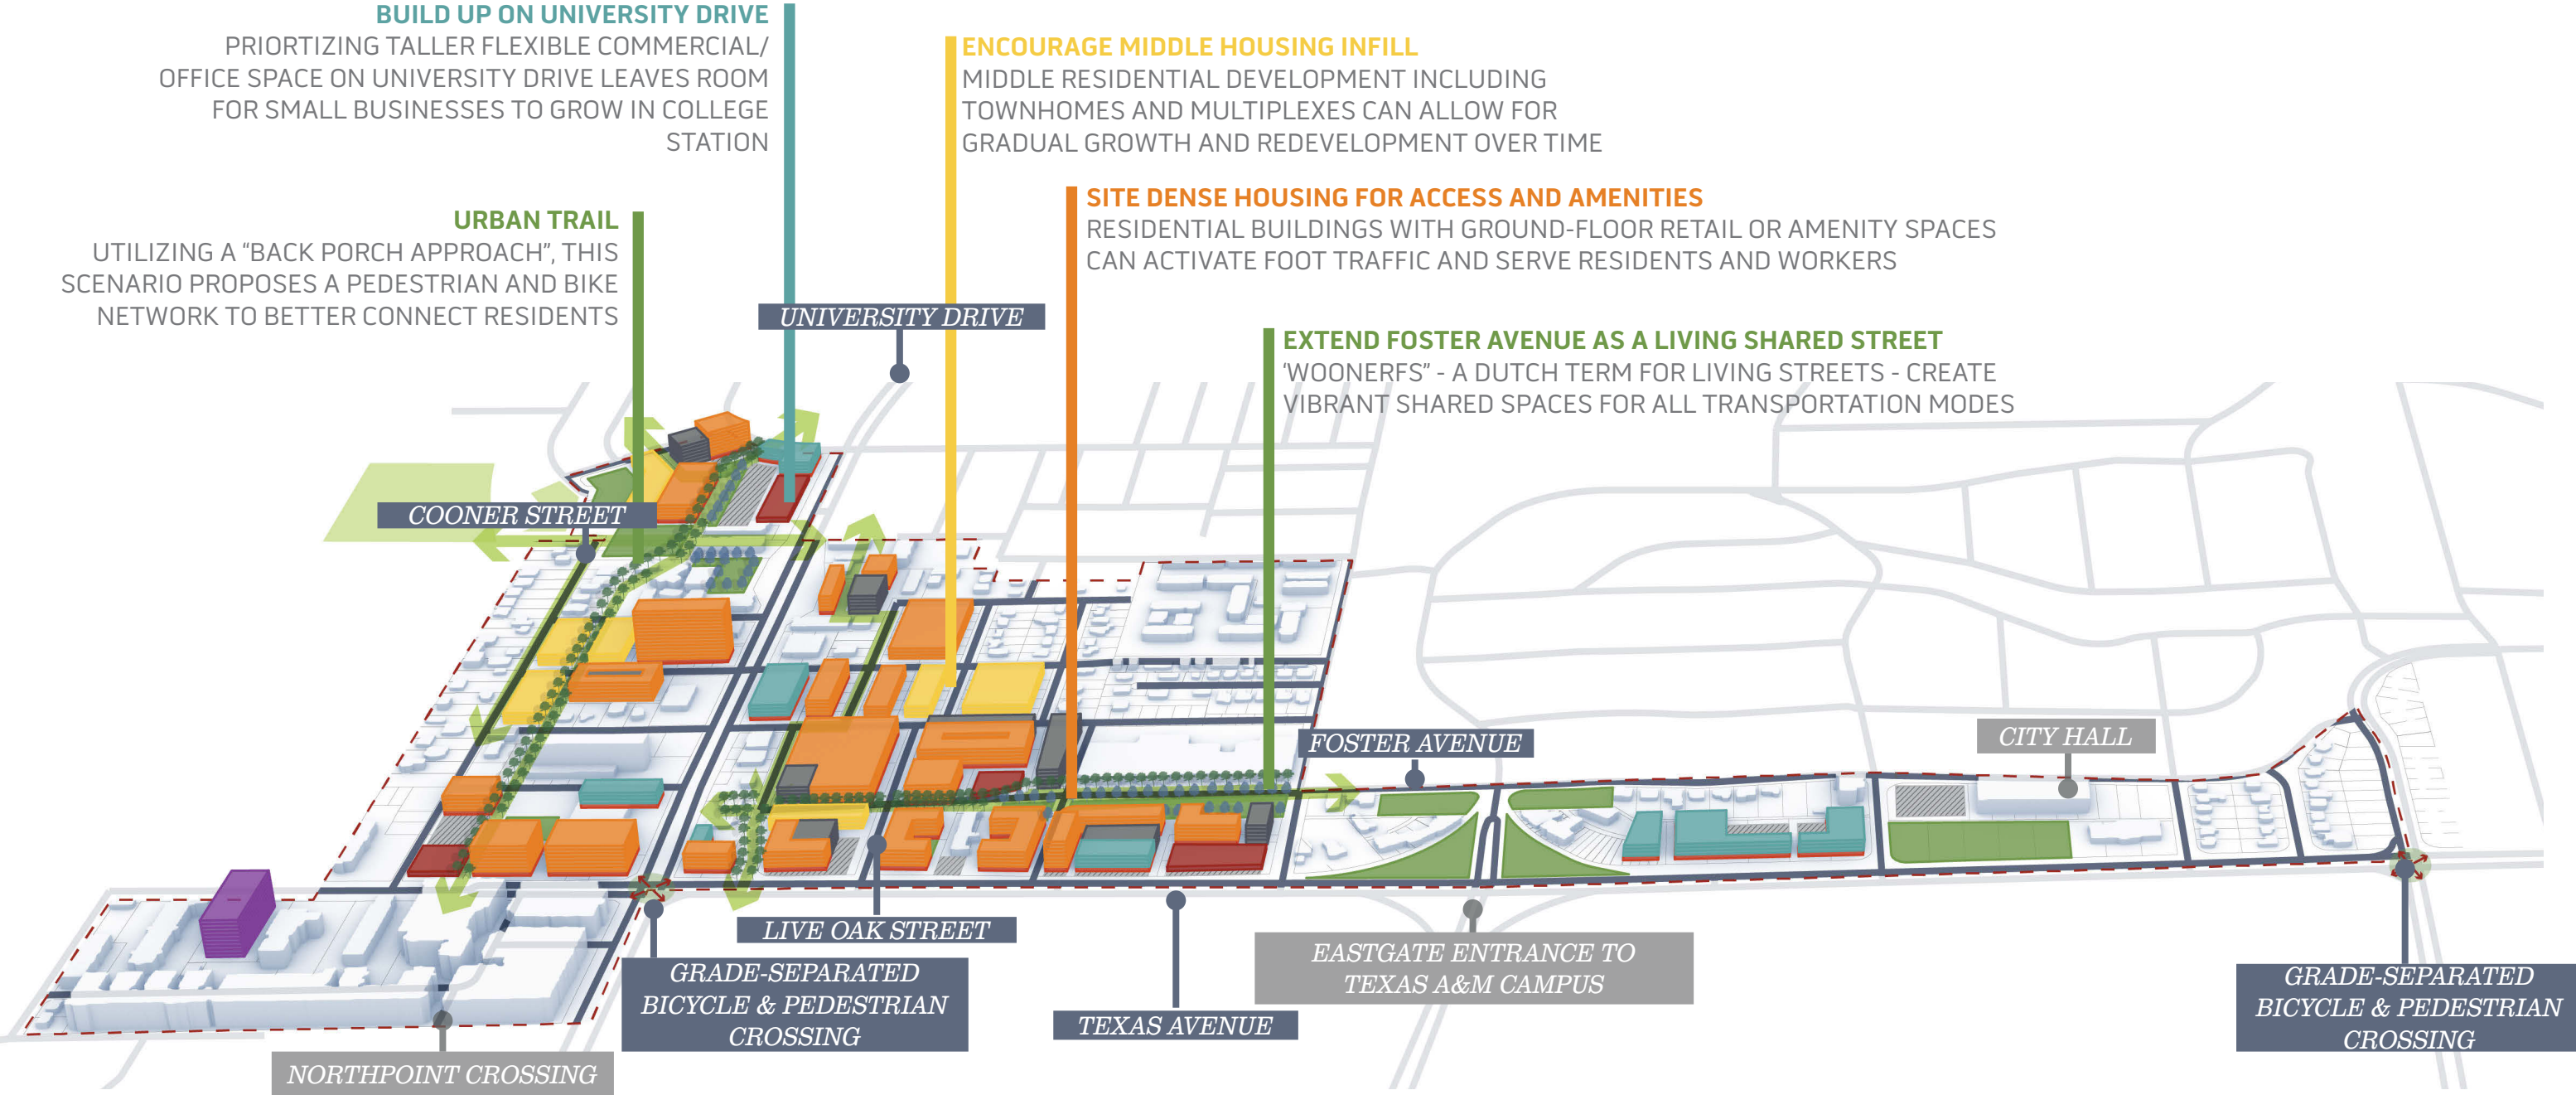 BUILD UP ON UNIVERSITY DRIVE
PRIORTIZING TALLER FLEXIBLE COMMERCIAL/
OFFICE SPACE ON UNIVERSITY DRIVE LEAVES ROOM
FOR SMALL BUSINESSES TO GROW IN COLLEGE
STATION
ENCOURAGE MIDDLE HOUSING INFILL
MIDDLE RESIDENTIAL DEVELOPMENT INCLUDING
TOWNHOMES AND MULTIPLEXES CAN ALLOW FOR
GRADUAL GROWTH AND REDEVELOPMENT OVER TIME
SITE DENSE HOUSING FOR ACCESS AND AMENITIES
RESIDENTIAL BUILDINGS WITH GROUND-FLOOR RETAIL OR AMENITY SPACES
CAN ACTIVATE FOOT TRAFFIC AND SERVE RESIDENTS AND WORKERS
URBAN TRAIL
UTILIZING A “BACK PORCH APPROACH”, THIS
SCENARIO PROPOSES A PEDESTRIAN AND BIKE
NETWORK TO BETTER CONNECT RESIDENTS
UNIVERSITY DRIVE
EXTEND FOSTER AVENUE AS A LIVING SHARED STREET
‘WOONERFS” - A DUTCH TERM FOR LIVING STREETS - CREATE
VIBRANT SHARED SPACES FOR ALL TRANSPORTATION MODES
COONER STREET
FOSTER AVENUE
CITY HALL
LIVE OAK STREET
GRADE-SEPARATED
BICYCLE & PEDESTRIAN
CROSSING
EASTGATE ENTRANCE TO
TEXAS A&M CAMPUS
TEXAS AVENUE
GRADE-SEPARATED
BICYCLE & PEDESTRIAN
CROSSING
NORTHPOINT CROSSING